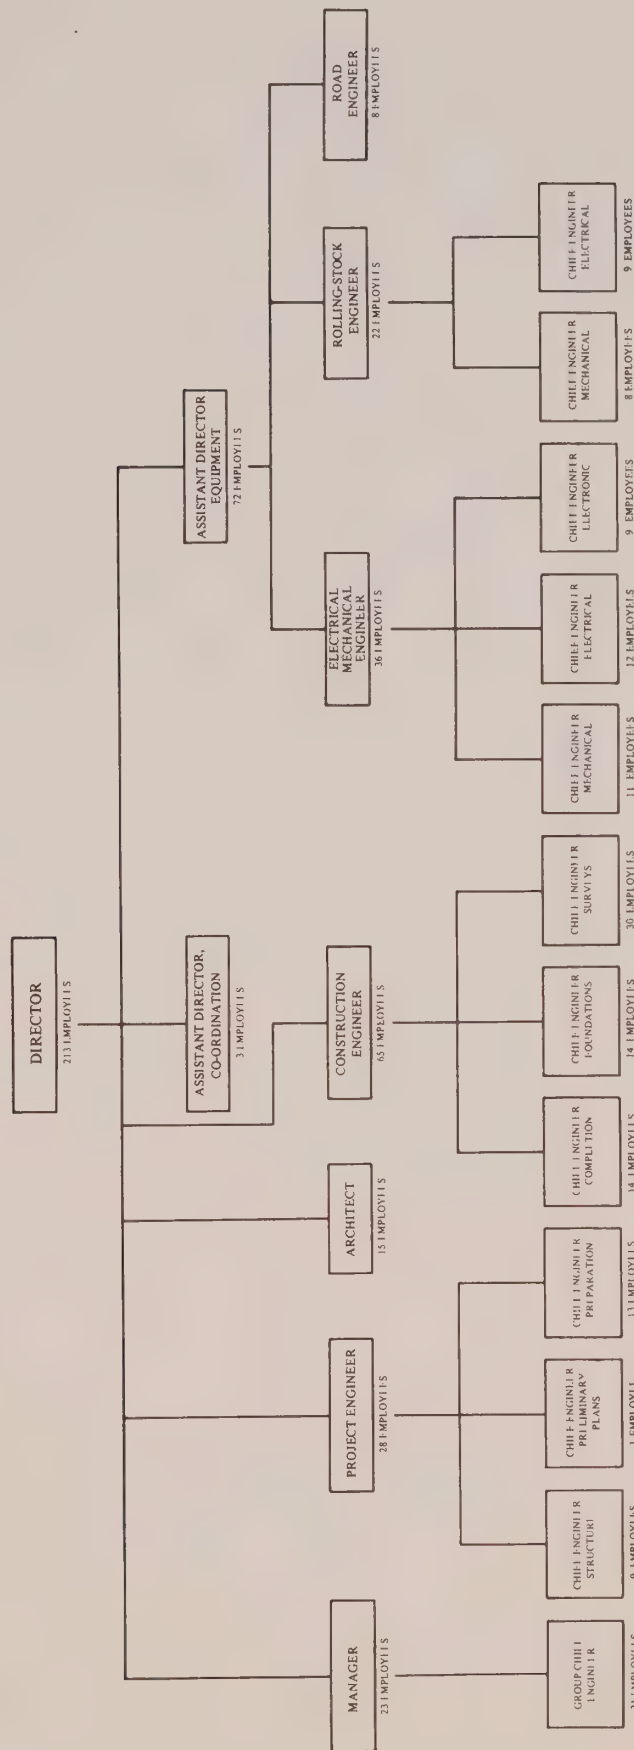 DIRECTOR
213 EMPLOYEES
ASSISTANT DIRECTOR,
CO-ORDINATION
3 EMPLOYEES
ASSISTANT DIRECTOR
EQUIPMENT
72 EMPLOYEES
MANAGER
23 EMPLOYEES
PROJECT ENGINEER
28 EMPLOYEES
ARCHITECT
15 EMPLOYEES
CONSTRUCTION
ENGINEER
65 EMPLOYEES
ELECTRICAL
MECHANICAL
ENGINEER
36 EMPLOYEES
ROLLING-STOCK
ENGINEER
22 EMPLOYEES
ROAD
ENGINEER
8 EMPLOYEES
GROUP CHIEF
ENGINEER
EMPLOYEES
CHIEF ENGINEER
STRUCTURE
EMPLOYEES
CHIEF ENGINEER
PRELIMINARY
PLANS
1 EMPLOYEE
CHIEF ENGINEER
PREPARATION
13 EMPLOYEES
CHIEF ENGINEER
COMPLETION
14 EMPLOYEES
CHIEF ENGINEER
FOUNDATIONS
14 EMPLOYEES
CHIEF ENGINEER
SURVEYS
30 EMPLOYEES
CHIEF ENGINEER
MECHANICAL
11 EMPLOYEES
CHIEF ENGINEER
ELECTRICAL
12 EMPLOYEES
CHIEF ENGINEER
ELECTRONIC
9 EMPLOYEES
CHIEF ENGINEER
MECHANICAL
8 EMPLOYEES
CHIEF ENGINEER
ELECTRICAL
9 EMPLOYEES